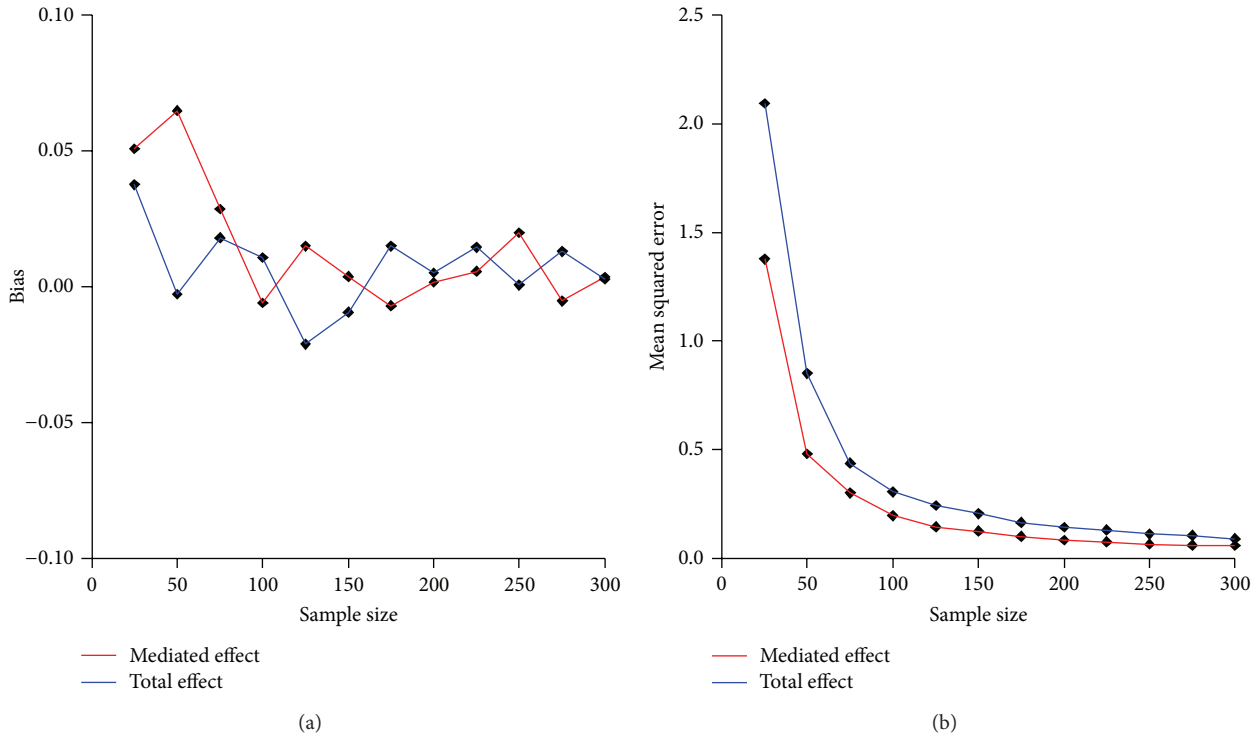 0.10
0.05
0.00
−0.05
−0.10
Bias
0 50 100 150 200 250 300
Sample size
Mediated effect
Total effect
(a)
2.5
2.0
1.5
1.0
0.5
0.0
Mean squared error
0 50 100 150 200 250 300
Sample size
Mediated effect
Total effect
(b)